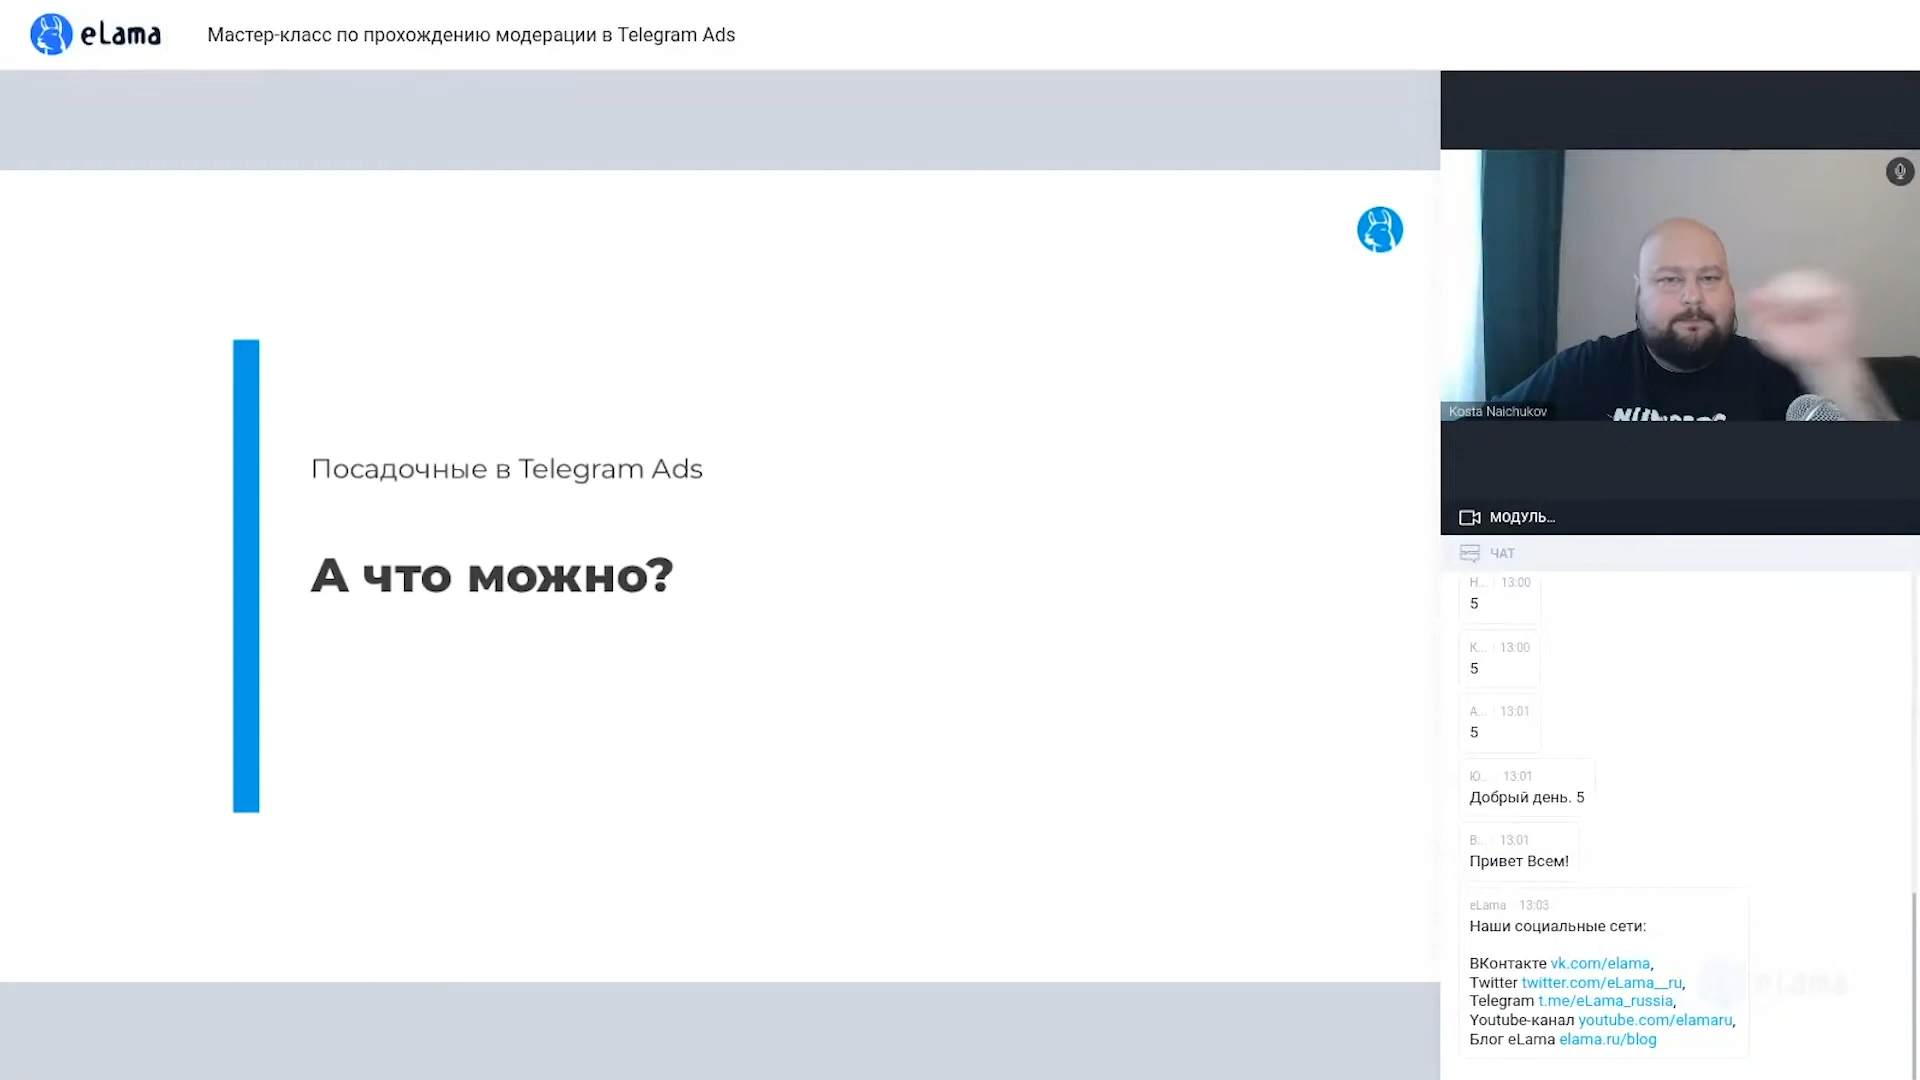 eLama
Мастер-класс по прохождению модерации в Telegram Ads
Посадочные в Telegram Ads
А что можно?
Kosta Naichukov
МОДУЛЬ...
ЧАТ
Н... 13:00
5
К... 13:00
5
А... 13:01
5
Ю.. 13:01
Добрый день. 5
В... 13:01
Привет Всем!
eLama 13:03
Наши социальные сети:
ВКонтакте vk.com/elama,
Twitter twitter.com/eLama__ru,
Telegram t.me/eLama_russia,
Youtube-канал youtube.com/elamaru,
Блог eLama elama.ru/blog
eLama